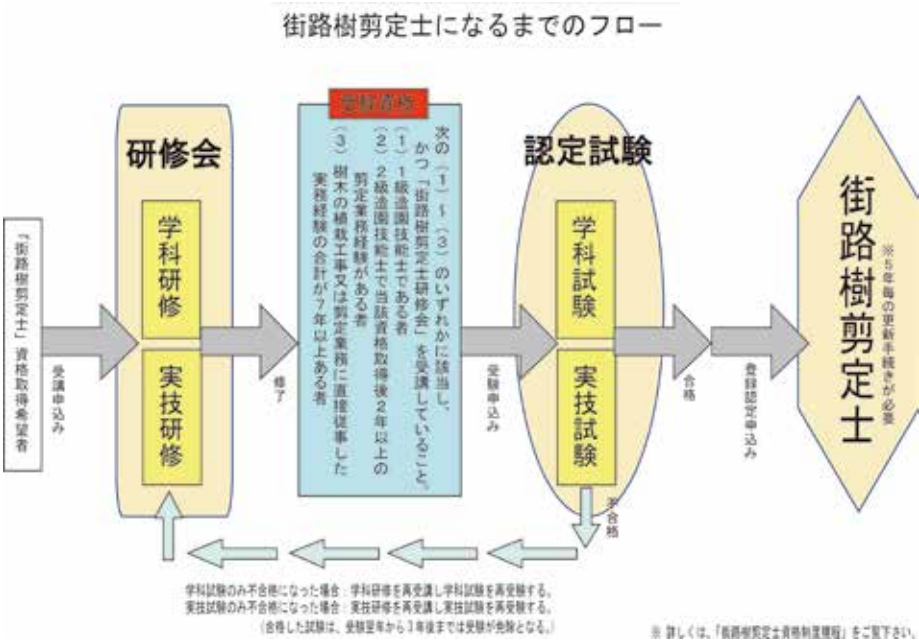 街路樹剪定士になるまでのフロー
「街路樹剪定士」資格取得希望者
受講申込み
研修会
学科研修
実技研修
修了
受験資格
次の(1)~(3)のいずれかに該当し、
かつ「街路樹剪定士研修会」を受講していること。
(1)1級造園技能士である者
(2)2級造園技能士で当該資格取得後2年以上の
剪定業務経験がある者
(3)樹木の植栽工事又は剪定業務に直接従事した
実務経験の合計が7年以上ある者
受験申込み
認定試験
学科試験
実技試験
合格
不合格
登録認定申込み
街路樹剪定士
※5年毎の更新手続きが必要
学科試験のみ不合格になった場合:学科研修を再受講し学科試験を再受験する。
実技試験のみ不合格になった場合:実技研修を再受講し実技試験を再受験する。
(合格した試験は、受験翌年から3年後までは受験が免除となる。)
※ 詳しくは、「街路樹剪定士資格制度規程」をご覧下さい。